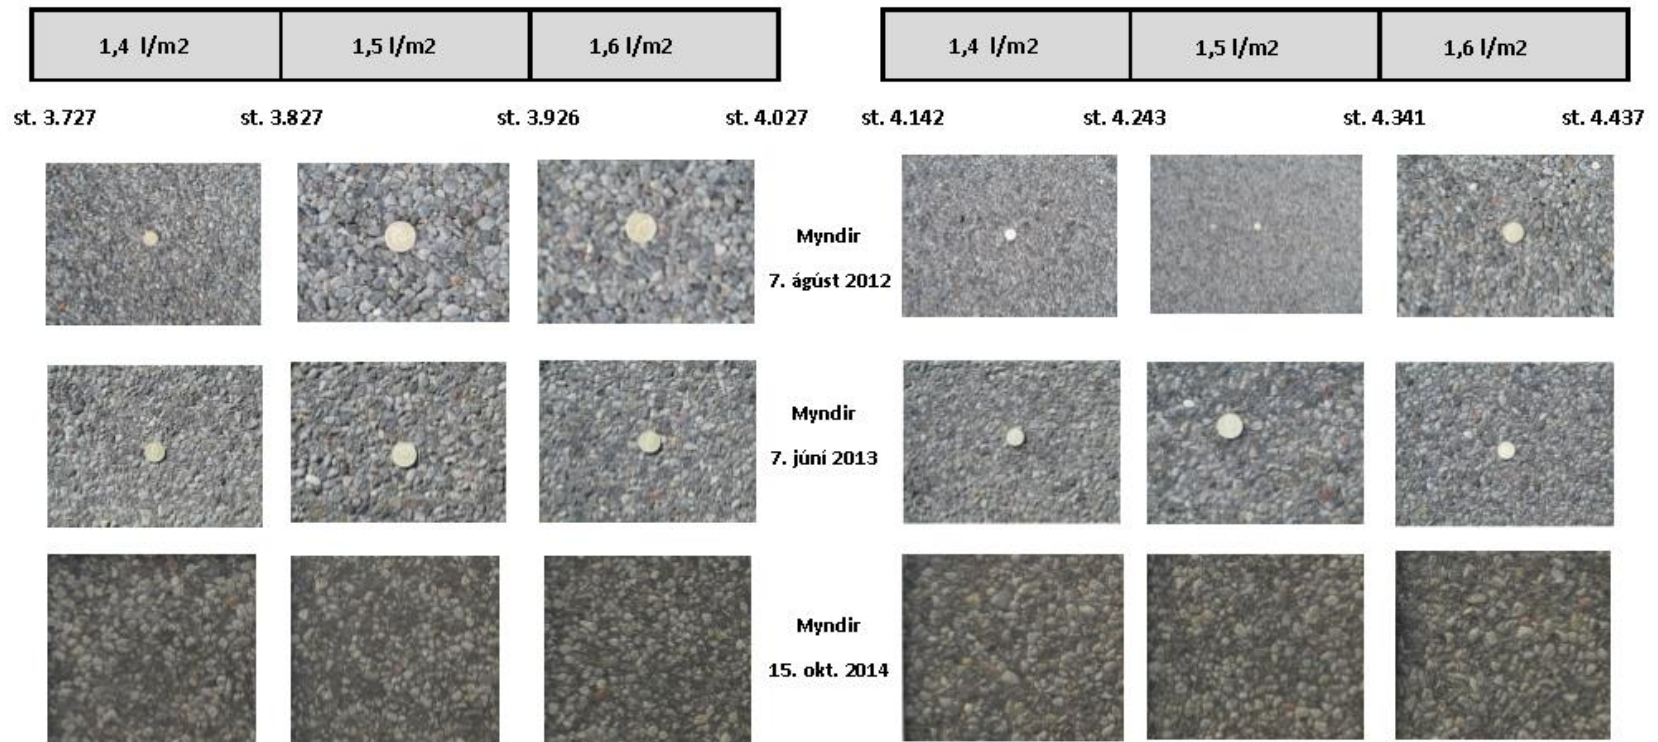 1,4 l/m2 1,5 l/m2 1,6 l/m2 1,4 l/m2 1,5 l/m2 1,6 l/m2
st. 3.727 st. 3.827 st. 3.926 st. 4.027 st. 4.142 st. 4.243 st. 4.341 st. 4.437
Myndir
7. ágúst 2012
Myndir
7. júní 2013
Myndir
15. okt. 2014